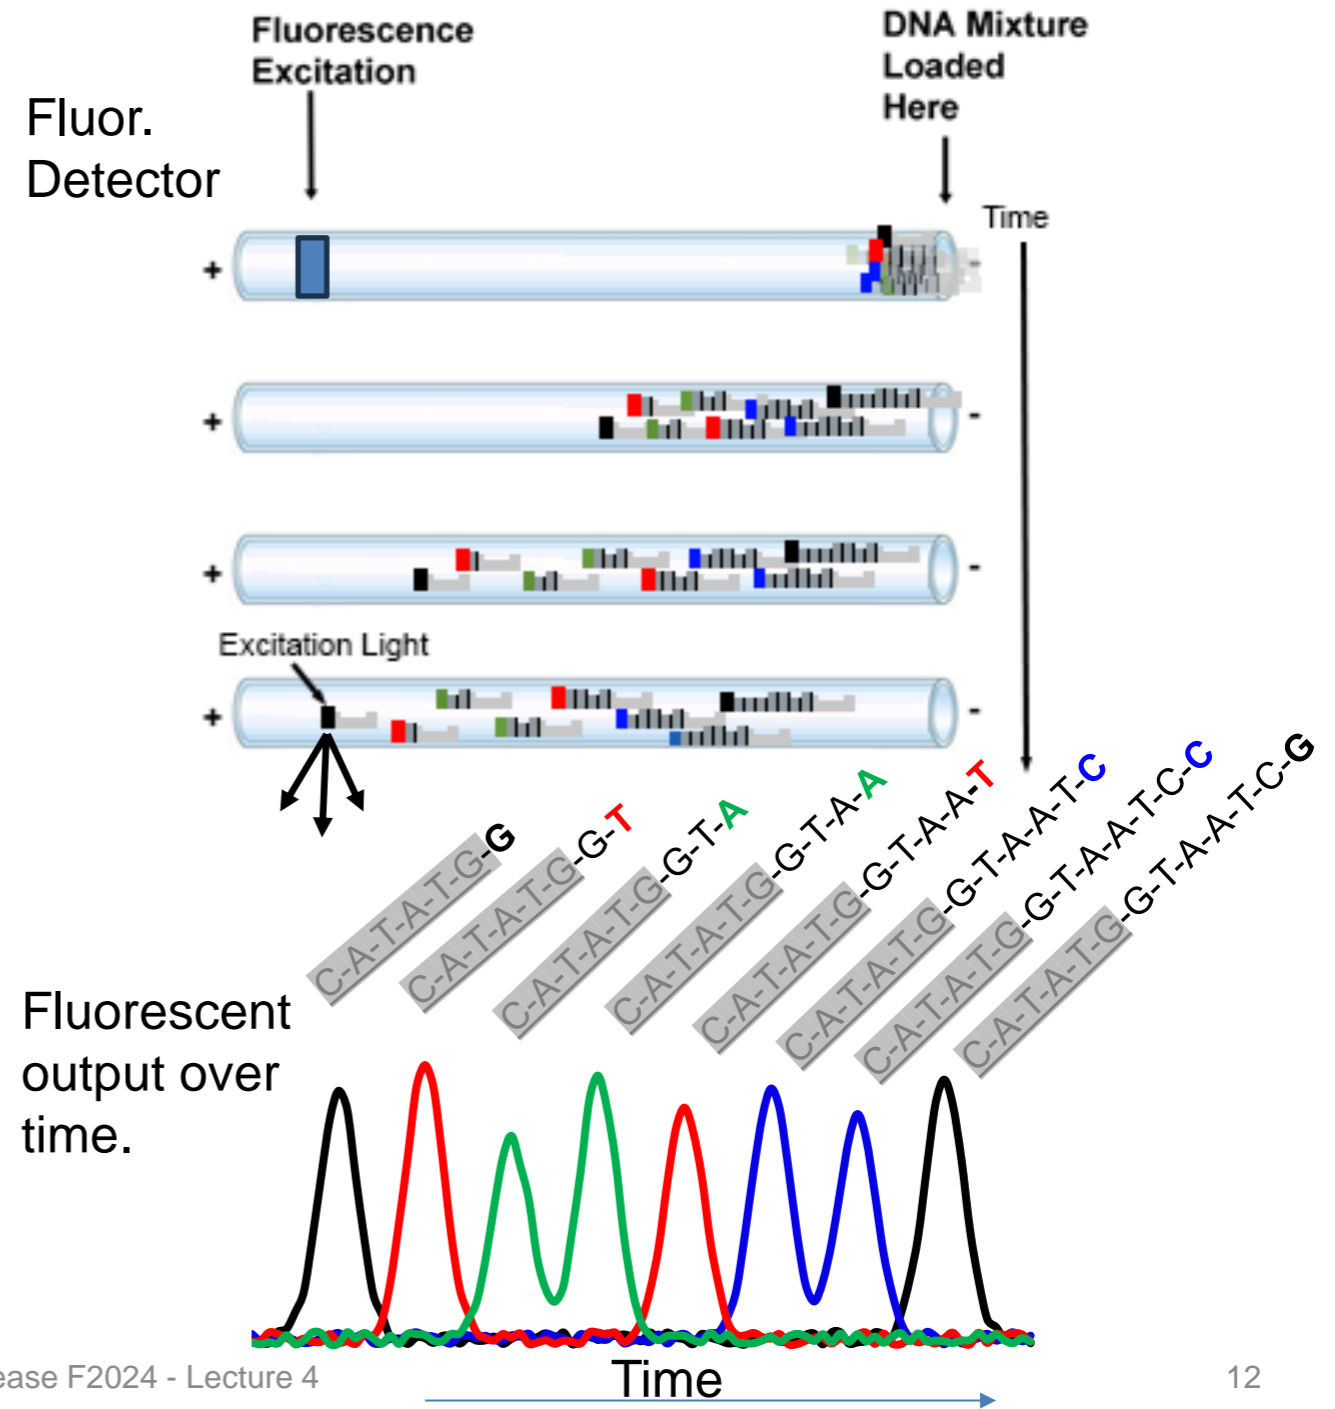 Fluorescence
Excitation
DNA Mixture
Loaded
Here
Fluor.
Detector
Time
+
-
+
-
+
-
Excitation Light
+
-
C-A-T-A-T-G-G
C-A-T-A-T-G-G-T
C-A-T-A-T-G-G-T-A
C-A-T-A-T-G-G-T-A-A
C-A-T-A-T-G-G-T-A-A-T
C-A-T-A-T-G-G-T-A-A-T-C
C-A-T-A-T-G-G-T-A-A-T-C-C
C-A-T-A-T-G-G-T-A-A-T-C-G
Fluorescent
output over
time.
ease F2024 - Lecture 4
Time
12